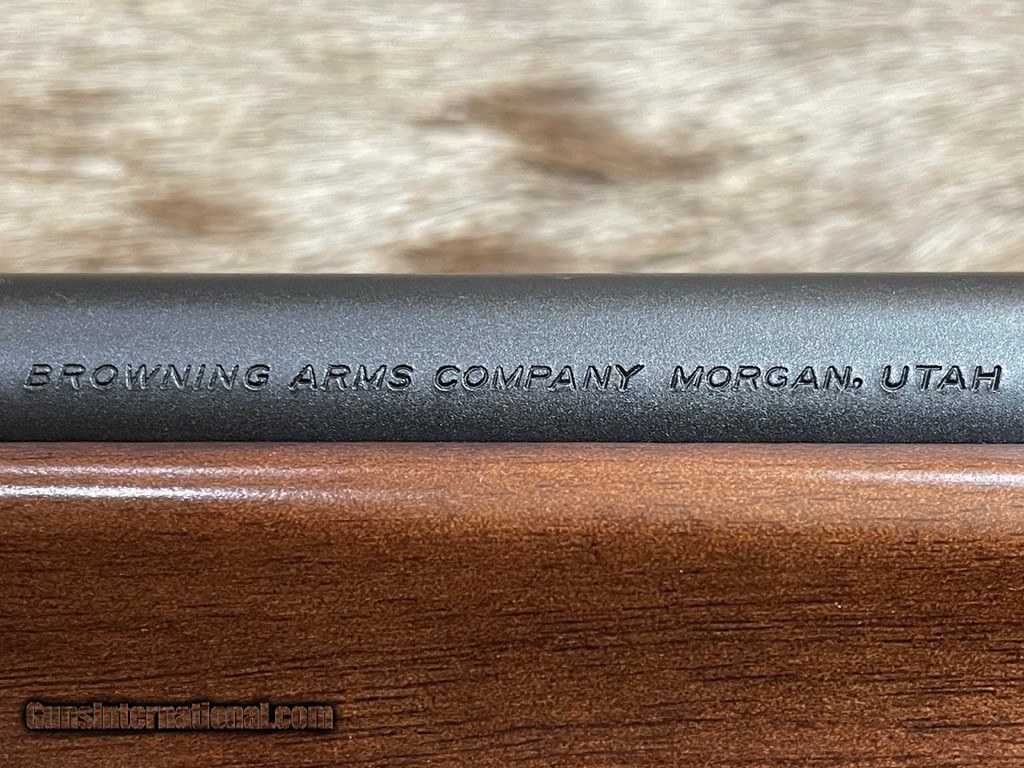 BROWNING ARMS COMPANY MORGAN, UTAH
GunsInternational.com